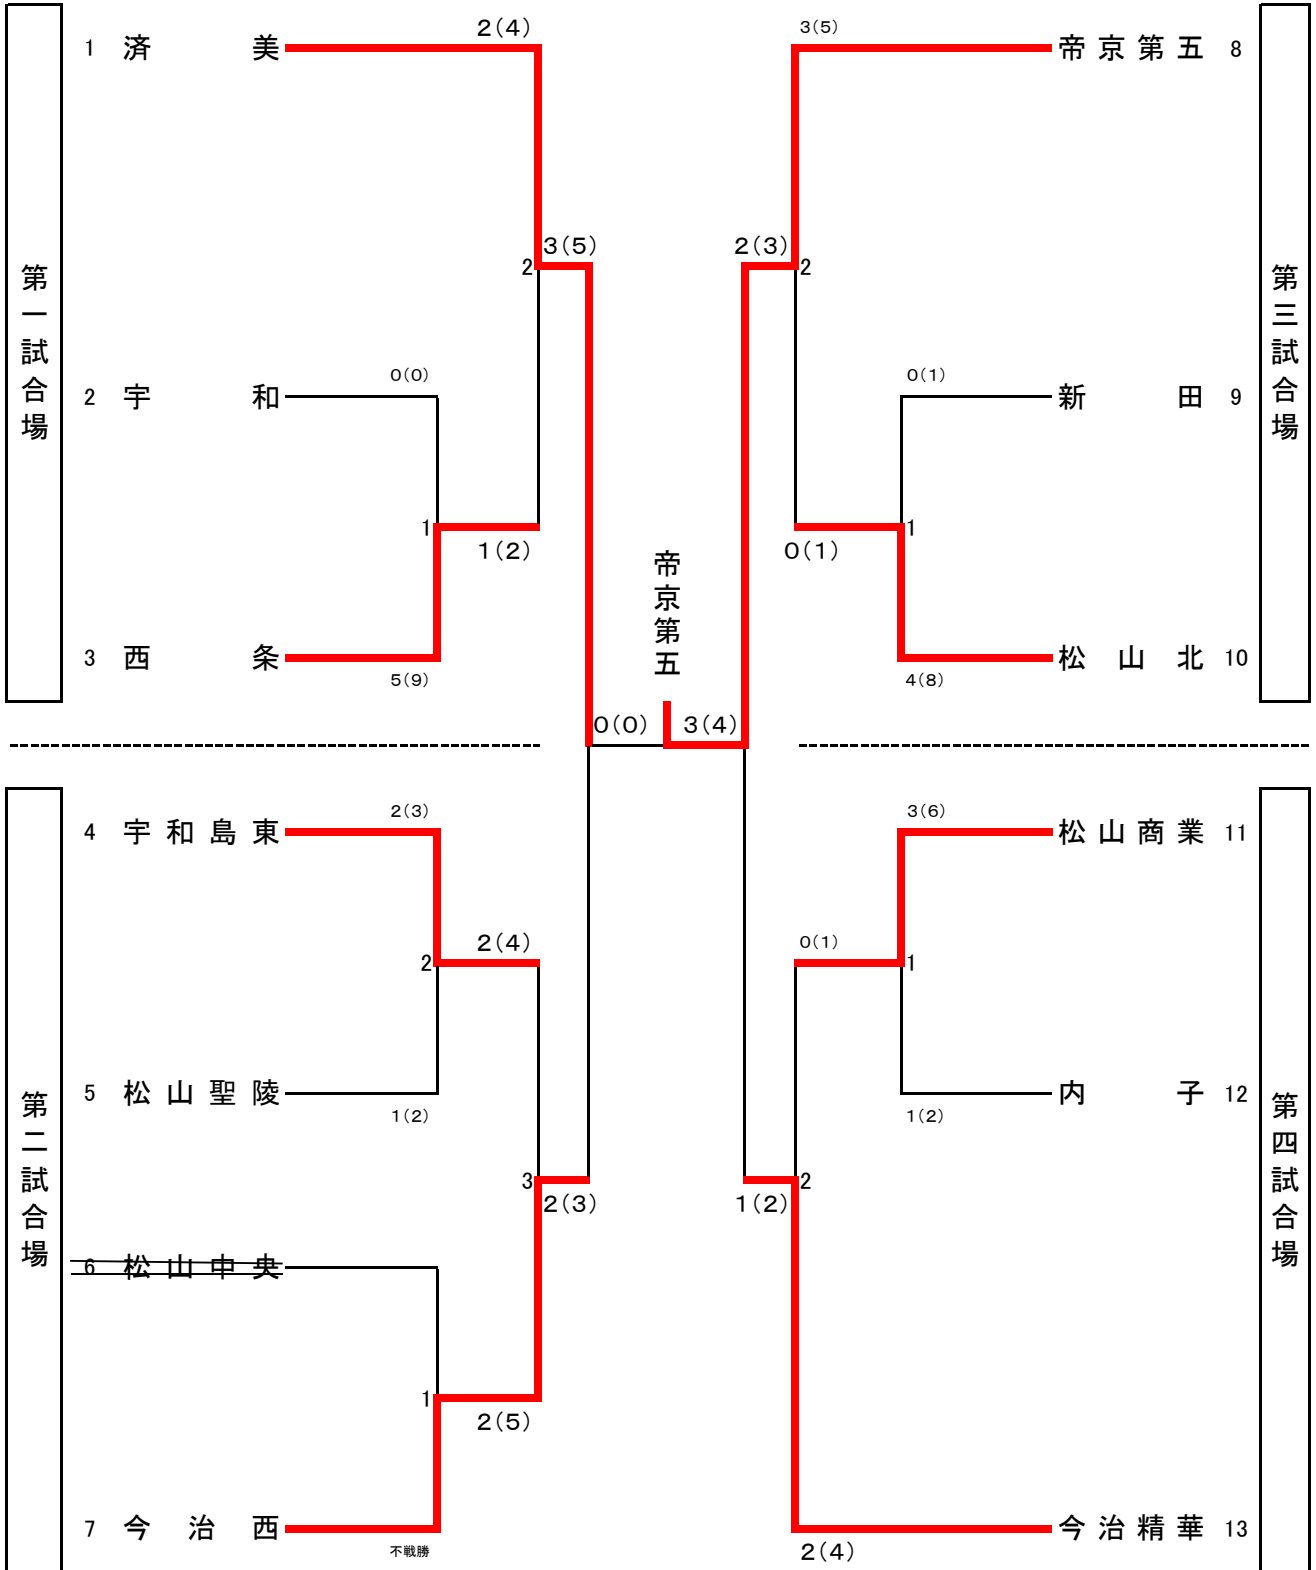 第一試合場
1 済美
2(4)
2
3(5)
2 宇和
0(0)
1
1(2)
3 西条
5(9)
第二試合場
4 宇和島東
2(3)
2
2(4)
5 松山聖陵
1(2)
3
2(3)
6 松山中央
1
2(5)
7 今治西
不戦勝
帝京第五
0(0) 3(4)
第三試合場
3(5)
帝京第五 8
2(3)
2
0(1)
新田 9
1
0(1)
松山北 10
4(8)
第四試合場
3(6)
松山商業 11
0(1)
1
内子 12
1(2)
1(2)
2
今治精華 13
2(4)